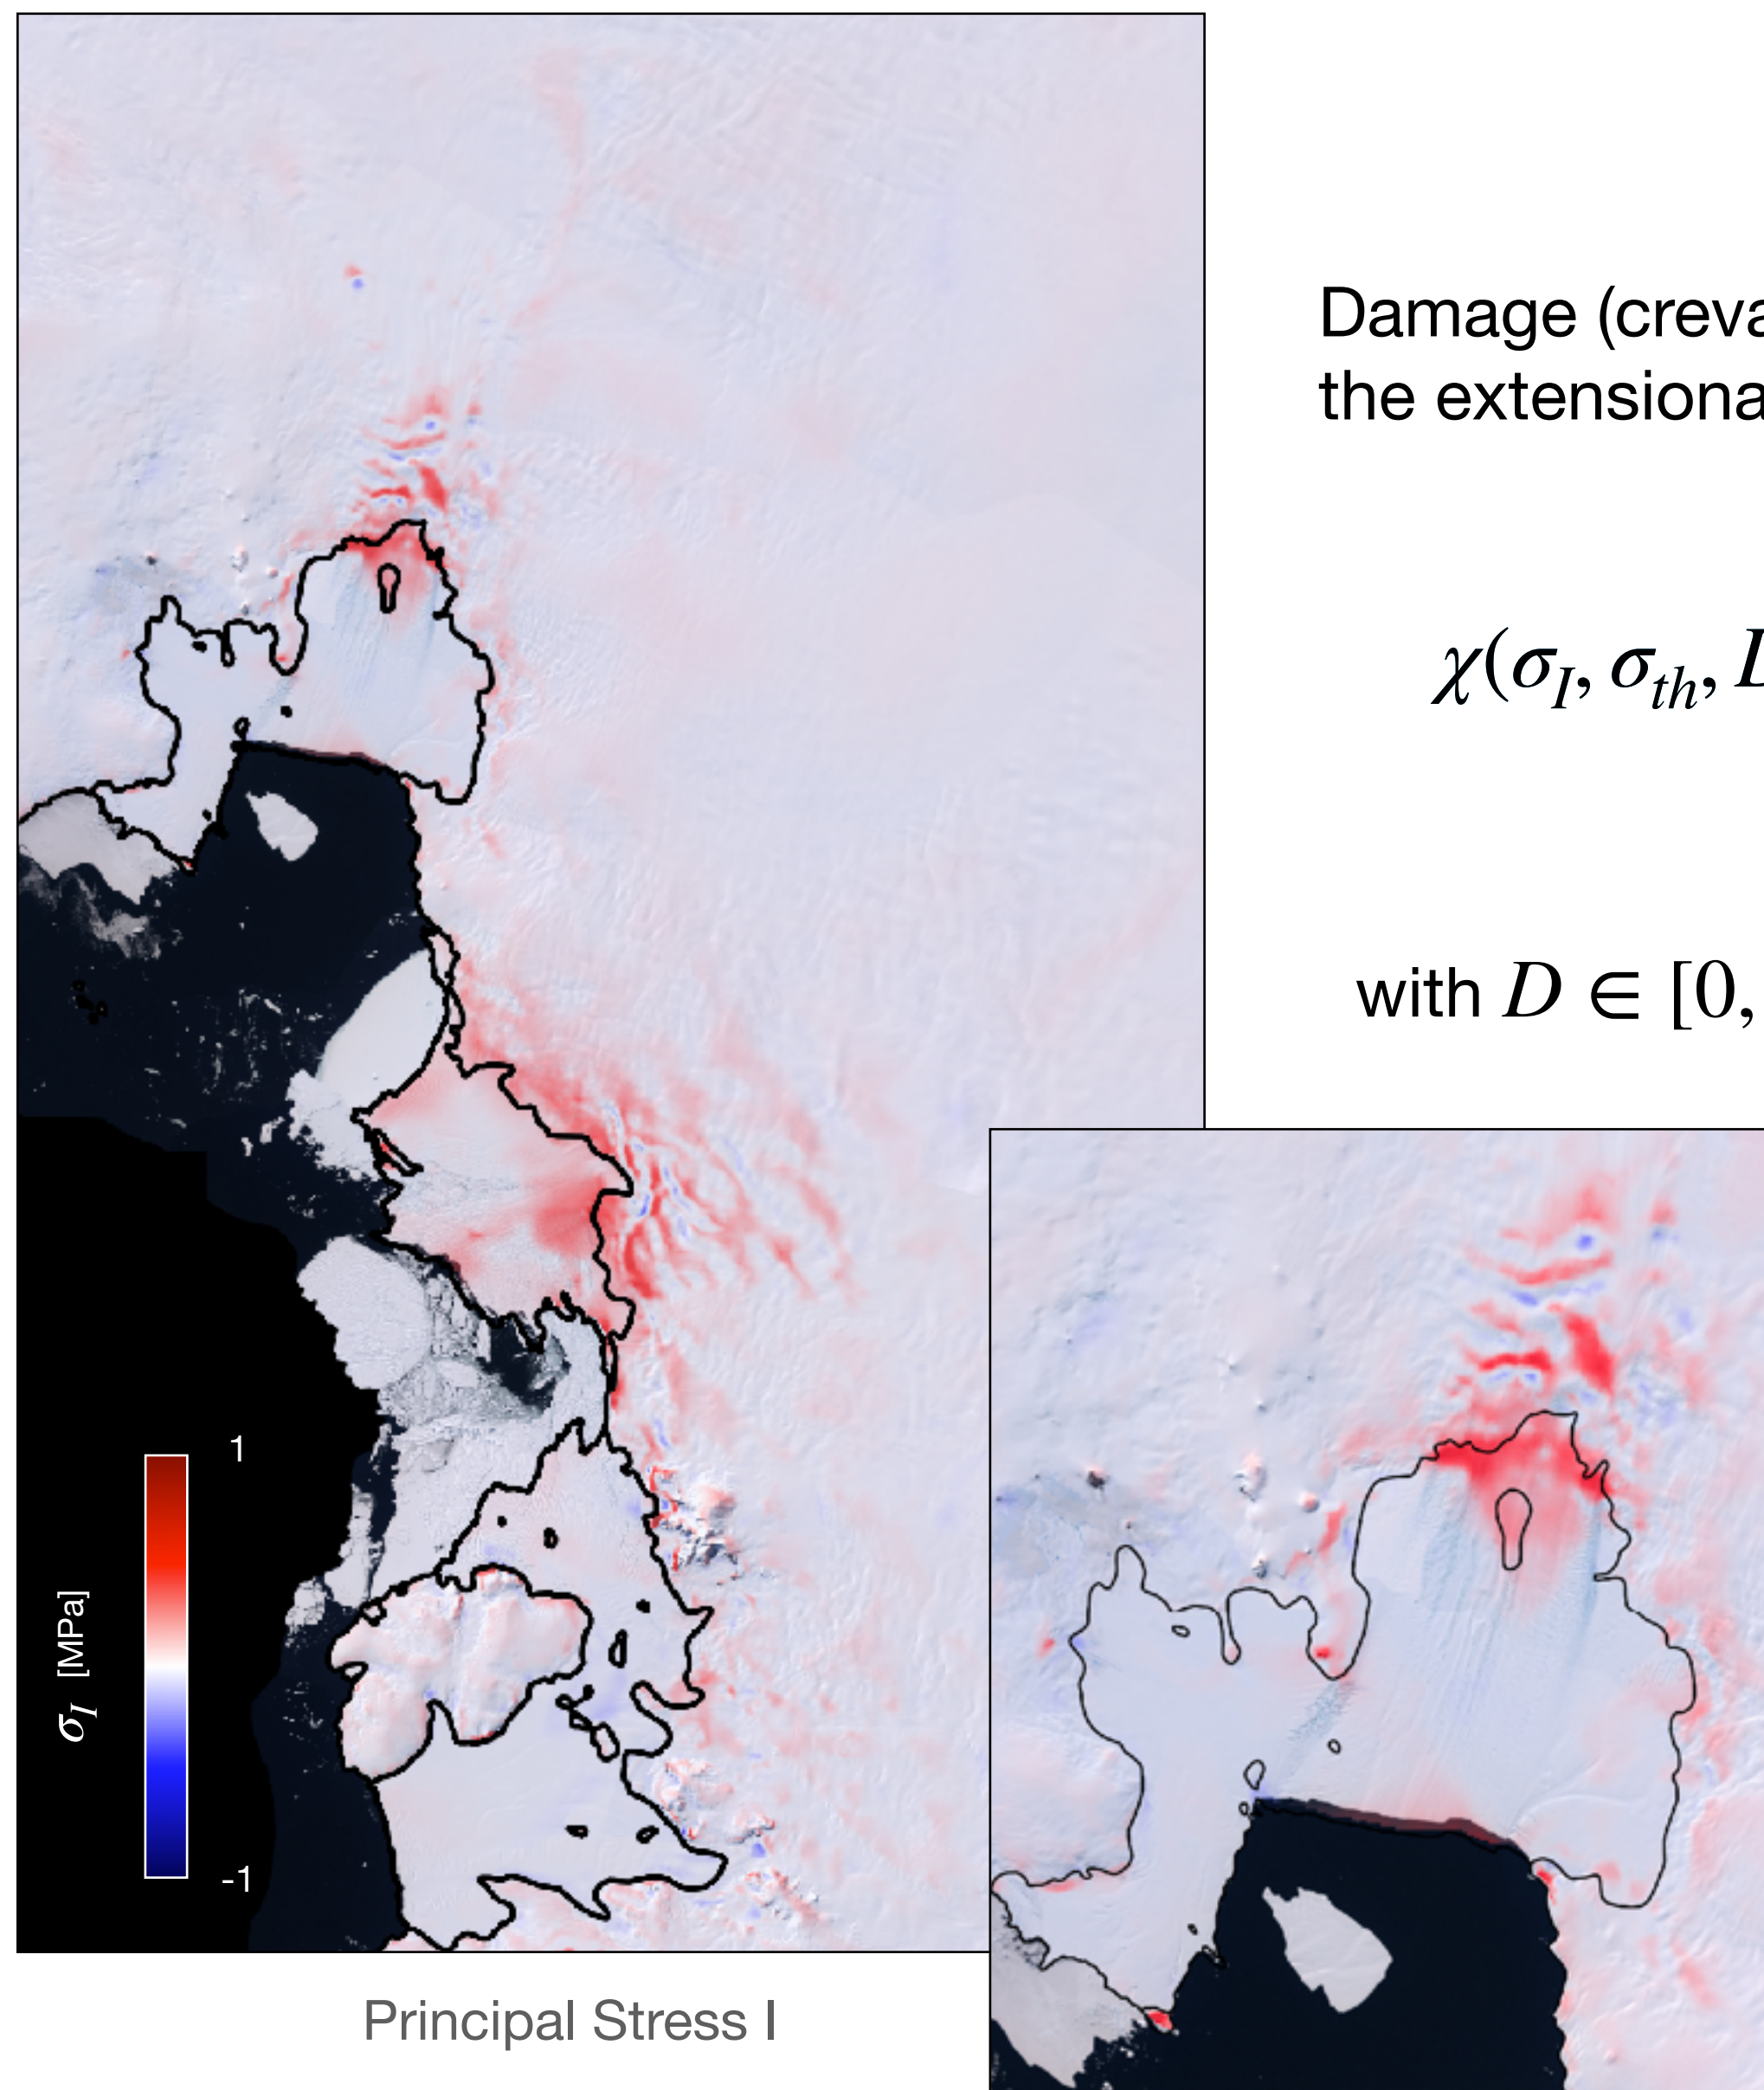 Damage (creva
the extensiona
χ(σ_I, σ_th, D
with D ∈ [0,
1
σ_I [MPa]
-1
Principal Stress I